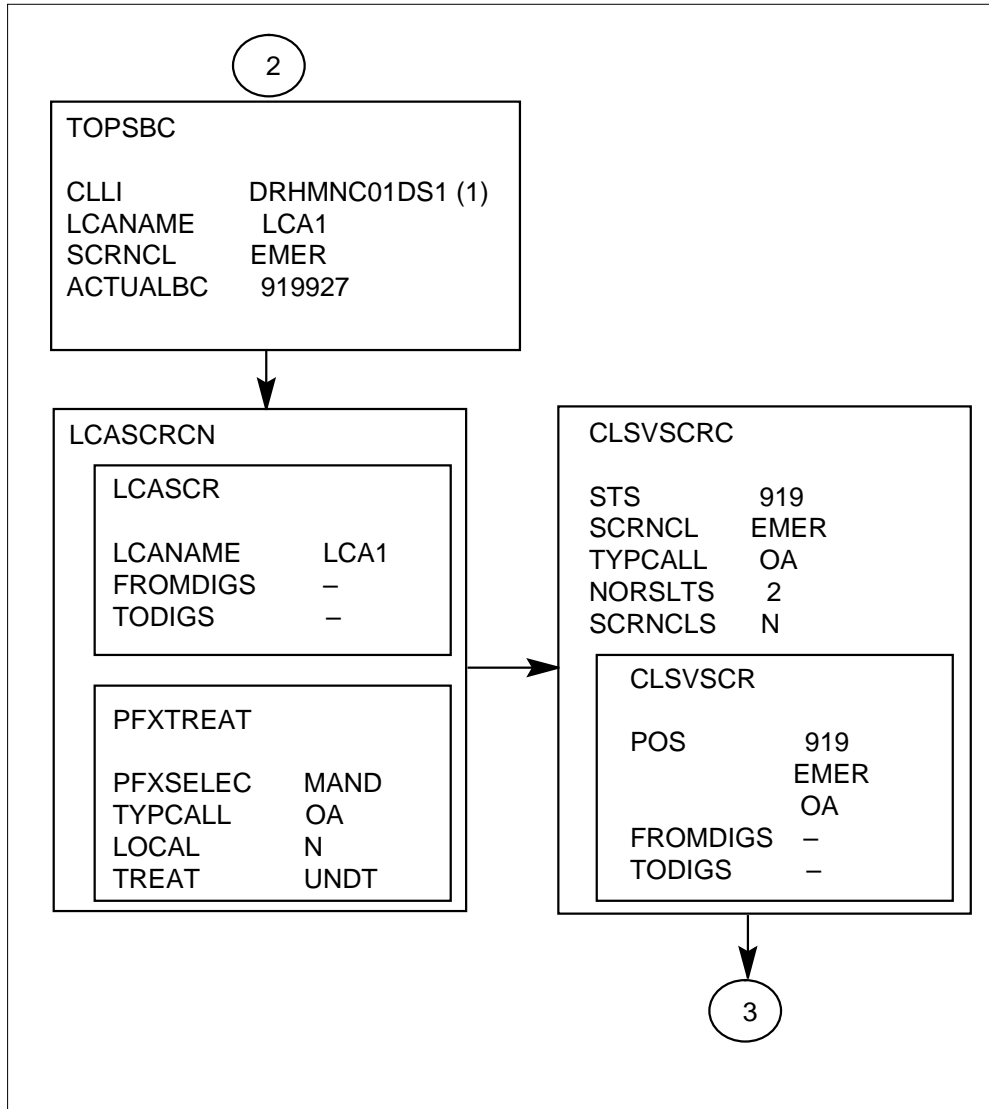 2
TOPSBC
CLLI DRHMNC01DS1 (1)
LCANAME LCA1
SCRNCL EMER
ACTUALBC 919927
LCASCRCN
LCASCR
LCANAME LCA1
FROMDIGS –
TODIGS –
PFXTREAT
PFXSELEC MAND
TYPCALL OA
LOCAL N
TREAT UNDT
CLSVSCRC
STS 919
SCRNCL EMER
TYPCALL OA
NORSLTS 2
SCRNCLS N
CLSVSCR
POS 919
EMER
OA
FROMDIGS –
TODIGS –
3